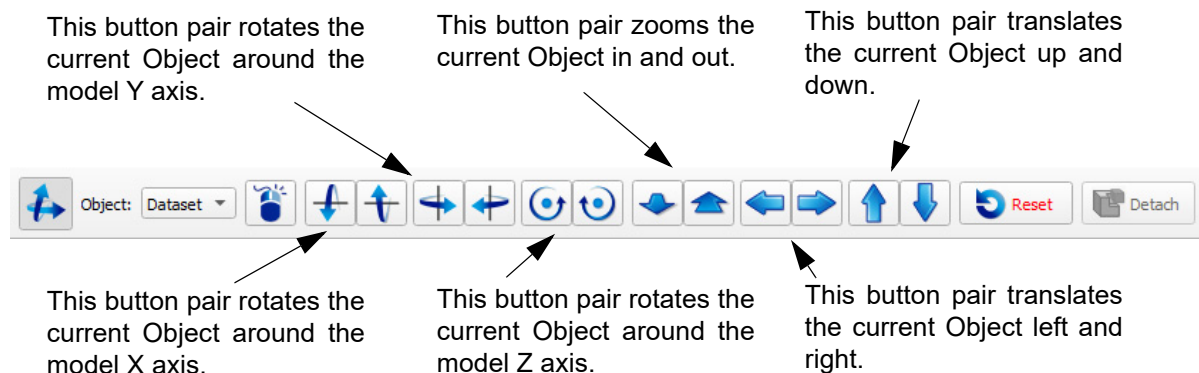 This button pair rotates the
current Object around the
model Y axis.
This button pair zooms the
current Object in and out.
This button pair translates
the current Object up and
down.
Object: Dataset Reset Detach
This button pair rotates the
current Object around the
model X axis.
This button pair rotates the
current Object around the
model Z axis.
This button pair translates
the current Object left and
right.